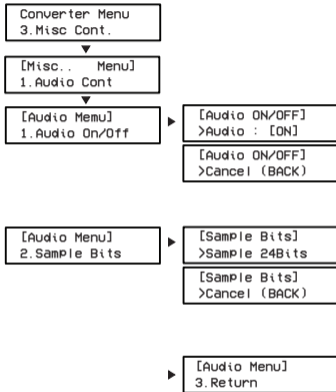 Converter Menu
3.Misc Cont.
[Misc.. Menu]
1.Audio Cont
[Audio Memu]
1.Audio On/Off
[Audio ON/OFF]
>Audio : [ON]
[Audio ON/OFF]
>Cancel (BACK)
[Audio Menu]
2.Sample Bits
[Sample Bits]
>Sample 24Bits
[Sample Bits]
>Cancel (BACK)
[Audio Menu]
3.Return